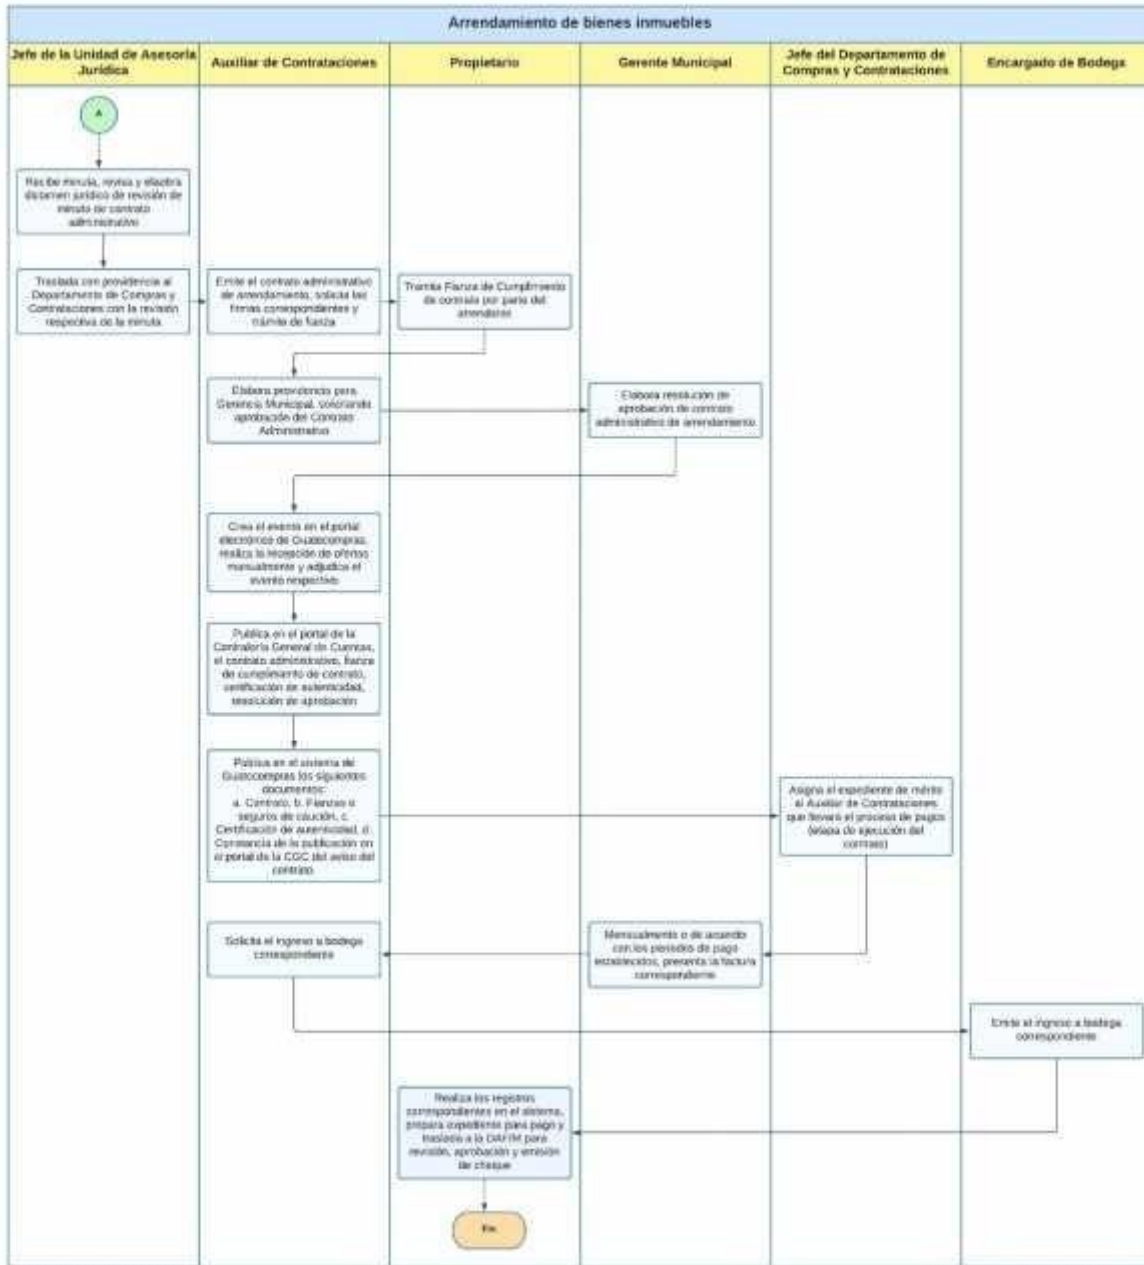 Arrendamiento de bienes inmuebles
Jefe de la Unidad de Asesoría
Jurídica
Auxiliar de Contrataciones
Propietario
Gerente Municipal
Jefe del Departamento de
Compras y Contrataciones
Encargado de Bodega
A
Recibe minuta, revisa y elabora
dictamen jurídico de revisión de
minuta de contrato
administrativo
Traslada con providencia al
Departamento de Compras y
Contrataciones con la revisión
respectiva de la minuta
Emite el contrato administrativo
de arrendamiento, solicita las
firmas correspondientes y
trámite de fianza
Tramita Fianza de Cumplimiento
de contrato por parte del
arrendante
Elabora providencia para
Gerencia Municipal, solicitando
aprobación del Contrato
Administrativo
Elabora resolución de
aprobación de contrato
administrativo de arrendamiento
Crea el evento en el portal
electrónico de Guatecompras,
realiza la recepción de ofertas
manualmente y adjudica el
evento respectivo
Publica en el portal de la
Contraloría General de Cuentas,
el contrato administrativo, fianza
de cumplimiento de contrato,
certificación de autenticidad,
resolución de aprobación
Publica en el sistema de
Guatecompras los siguientes
documentos:
a. Contrato, b. Fianzas o
seguros de caución, c.
Certificación de autenticidad, d.
Constancia de la publicación en
el portal de la CGC del aviso del
contrato
Asigna el expediente de mérito
al Auxiliar de Contrataciones
que llevará el proceso de pagos
(etapa de ejecución del
contrato)
Solicita el ingreso a bodega
correspondiente
Mensualmente o de acuerdo
con los periodos de pago
establecidos, presenta la factura
correspondiente
Emite el ingreso a bodega
correspondiente
Realiza los registros
correspondientes en el sistema,
prepara expediente para pago y
traslada a la DAFIM para
revisión, aprobación y emisión
de cheque
Fin